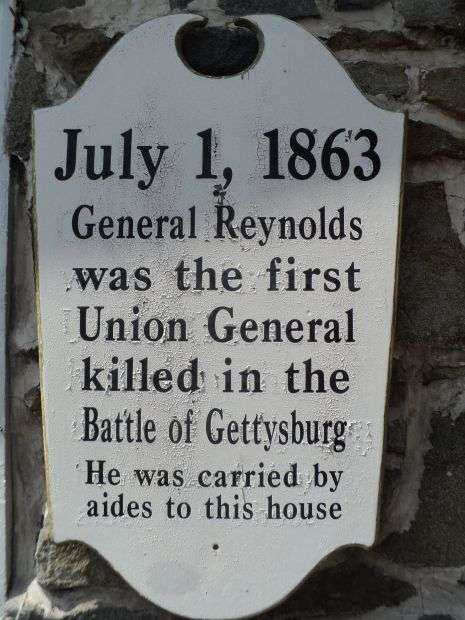 July 1, 1863
General Reynolds
was the first
Union General
killed in the
Battle of Gettysburg
He was carried by
aides to this house